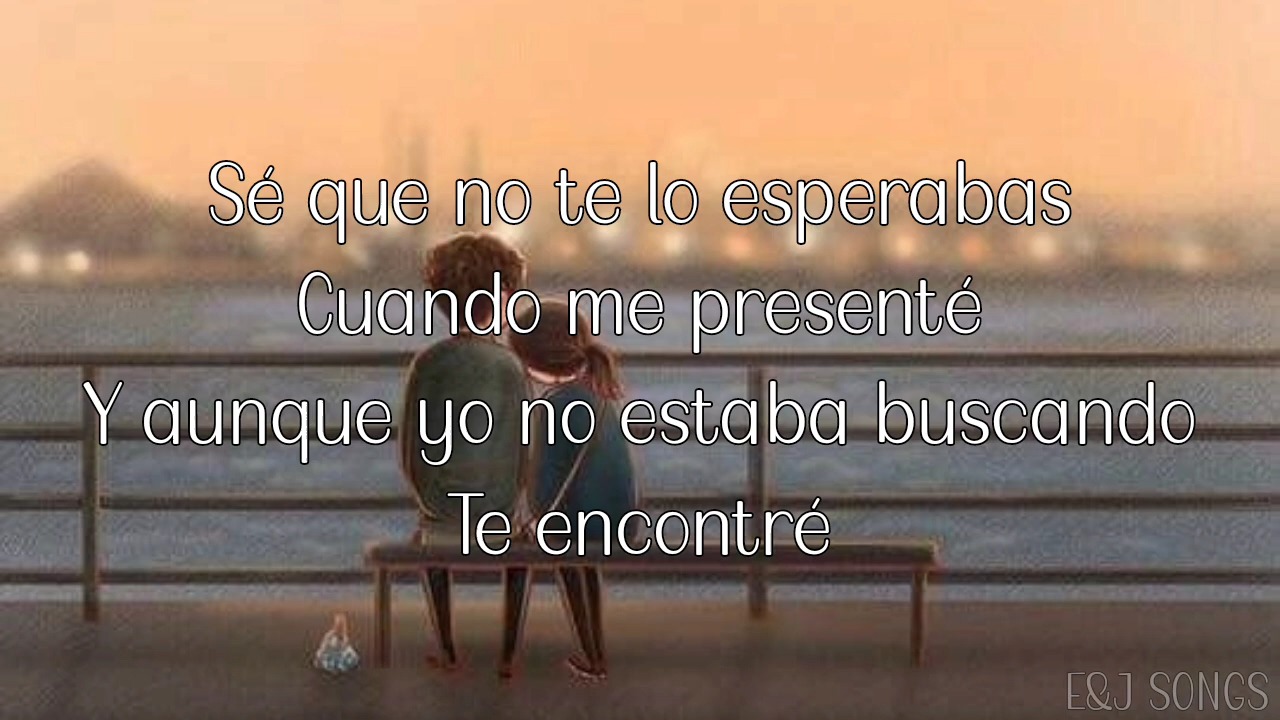 Sé que no te lo esperabas
Cuando me presenté
Y aunque yo no estaba buscando
Te encontré
E&J SONGS